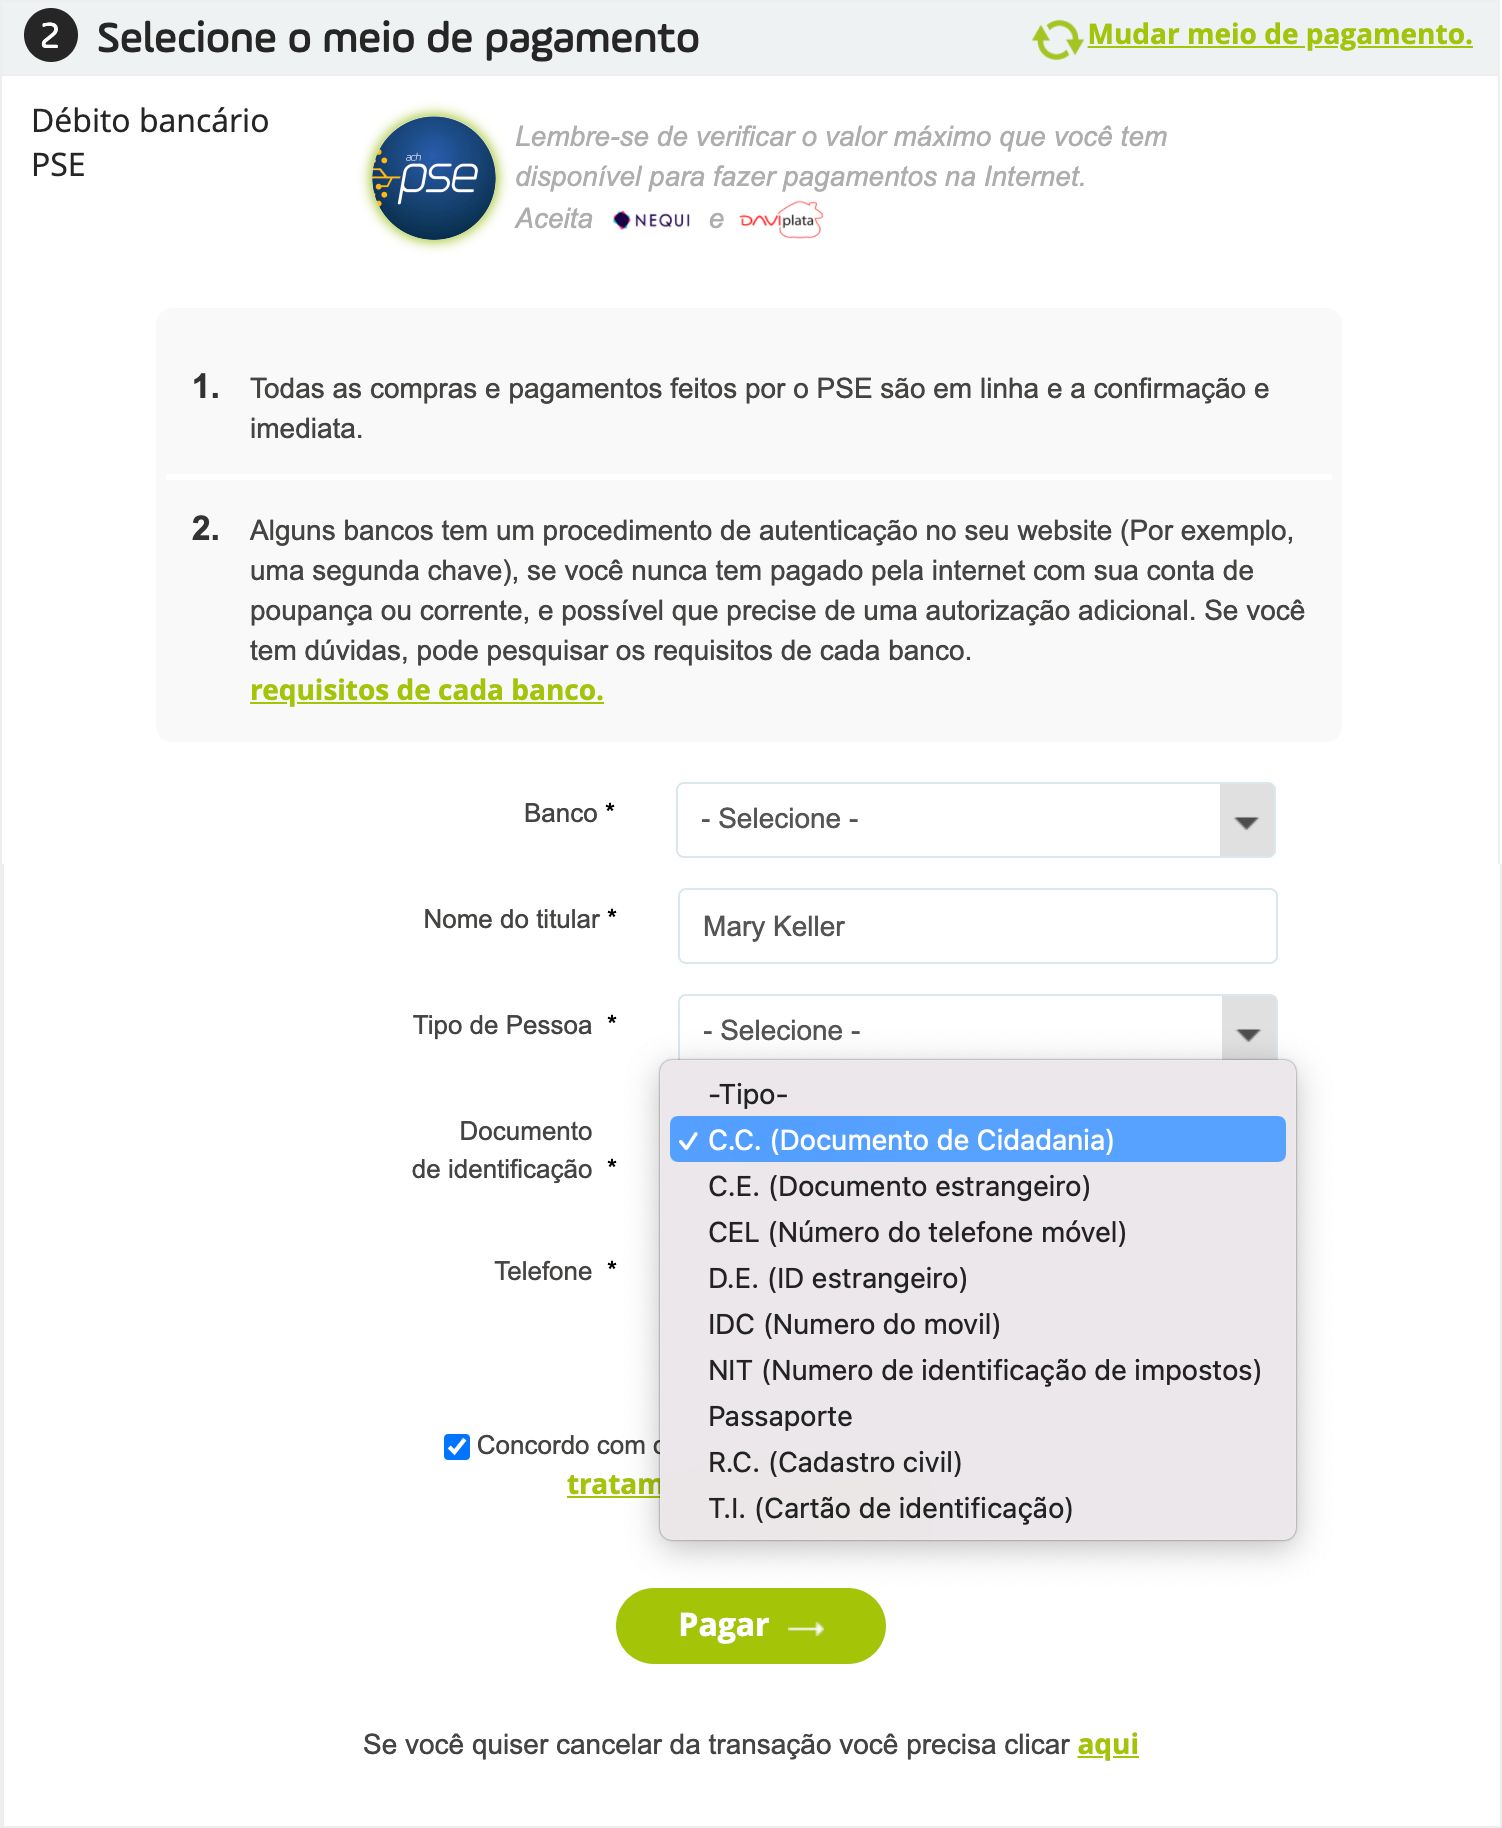 2 Selecione o meio de pagamento
Mudar meio de pagamento.
Débito bancário
PSE
ach
pse
Lembre-se de verificar o valor máximo que você tem
disponível para fazer pagamentos na Internet.
Aceita NEQUI e DAVIplata
1. Todas as compras e pagamentos feitos por o PSE são em linha e a confirmação e
imediata.
2. Alguns bancos tem um procedimento de autenticação no seu website (Por exemplo,
uma segunda chave), se você nunca tem pagado pela internet com sua conta de
poupança ou corrente, e possível que precise de uma autorização adicional. Se você
tem dúvidas, pode pesquisar os requisitos de cada banco.
requisitos de cada banco.
Banco * - Selecione -
Nome do titular * Mary Keller
Tipo de Pessoa * - Selecione -
Documento
de identificação *
Telefone *
-Tipo-
✓ C.C. (Documento de Cidadania)
C.E. (Documento estrangeiro)
CEL (Número do telefone móvel)
D.E. (ID estrangeiro)
IDC (Numero do movil)
NIT (Numero de identificação de impostos)
Passaporte
R.C. (Cadastro civil)
T.I. (Cartão de identificação)
Concordo com
tratam
Pagar →
Se você quiser cancelar da transação você precisa clicar aqui